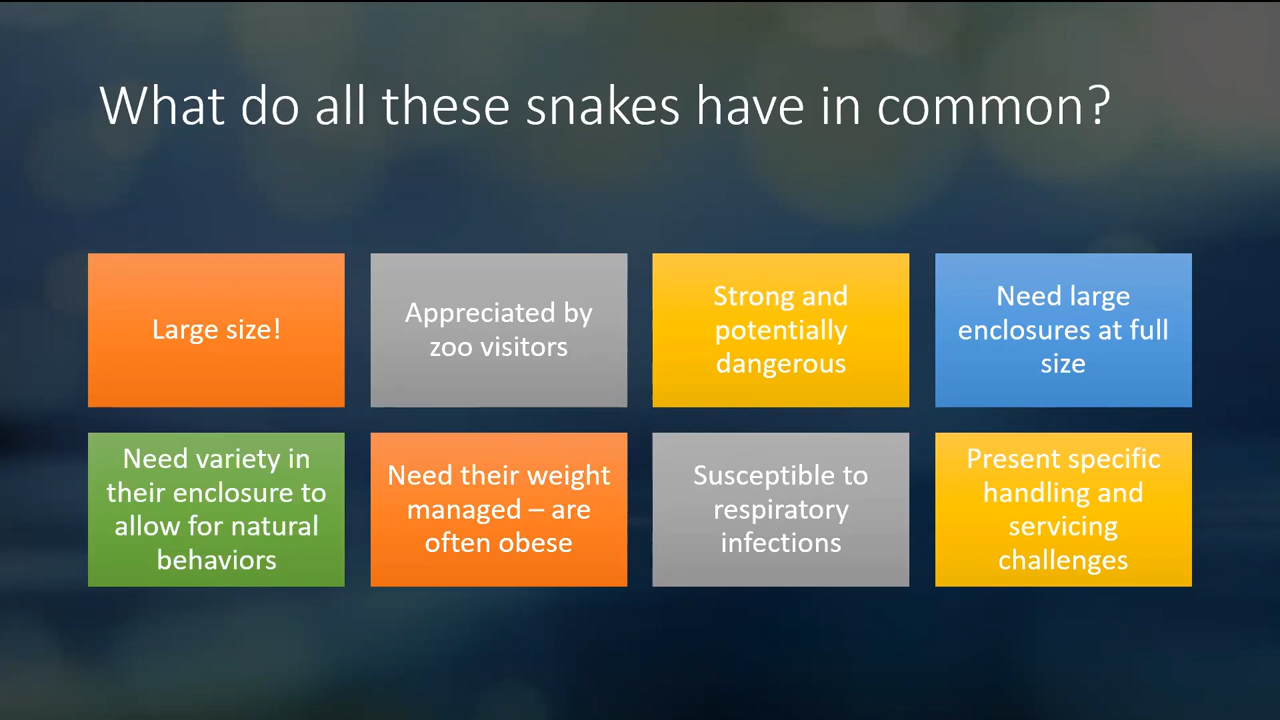 What do all these snakes have in common?
Large size!
Appreciated by
zoo visitors
Strong and
potentially
dangerous
Need large
enclosures at full
size
Need variety in
their enclosure to
allow for natural
behaviors
Need their weight
managed – are
often obese
Susceptible to
respiratory
infections
Present specific
handling and
servicing
challenges